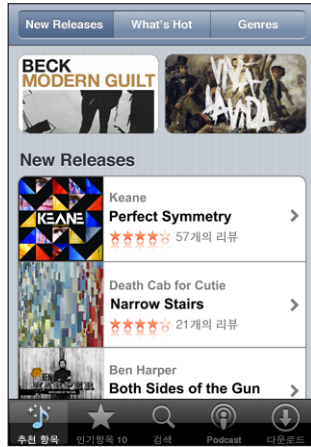 New Releases What's Hot Genres
BECK
MODERN GUILT
VIVA
LA VIDA
New Releases
KEANE
Keane
Perfect Symmetry
57개의 리뷰
Death Cab for Cutie
Narrow Stairs
21개의 리뷰
Ben Harper
Both Sides of the Gun
추천 항목 인기항목 10 검색 Podcast 다운로드